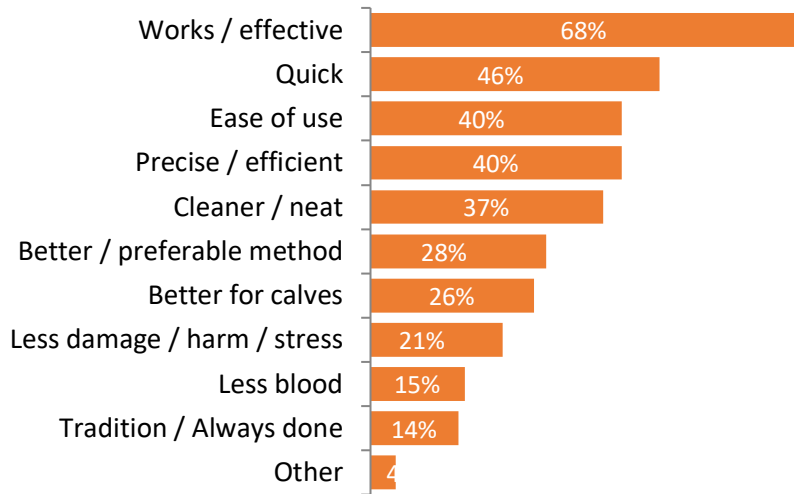 Works / effective 68%
Quick 46%
Ease of use 40%
Precise / efficient 40%
Cleaner / neat 37%
Better / preferable method 28%
Better for calves 26%
Less damage / harm / stress 21%
Less blood 15%
Tradition / Always done 14%
Other 4